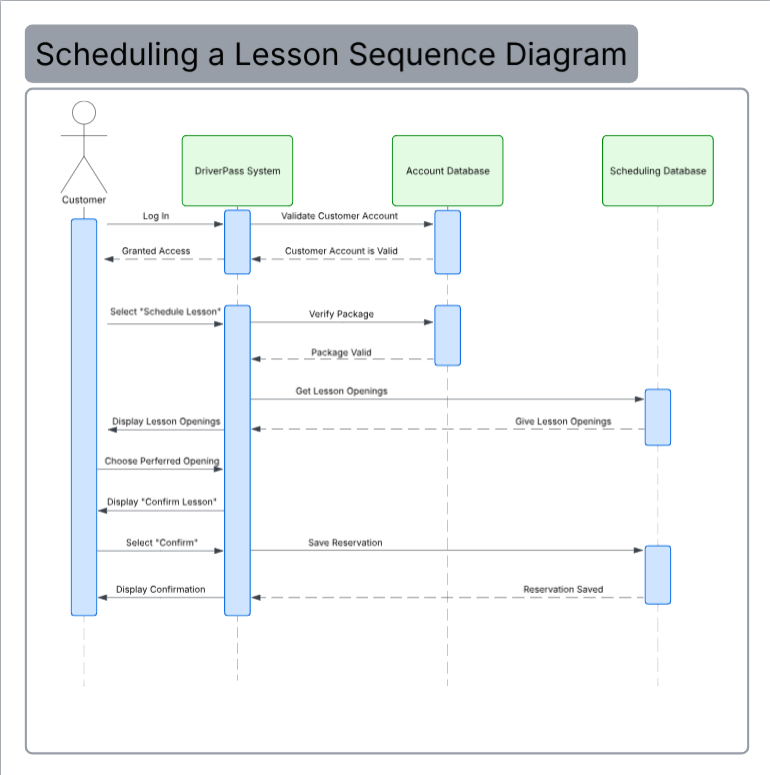 Scheduling a Lesson Sequence Diagram
DriverPass System
Account Database
Scheduling Database
Customer
Log In
Validate Customer Account
Granted Access
Customer Account is Valid
Select "Schedule Lesson"
Verify Package
Package Valid
Get Lesson Openings
Display Lesson Openings
Give Lesson Openings
Choose Perferred Opening
Display "Confirm Lesson"
Select "Confirm"
Save Reservation
Display Confirmation
Reservation Saved